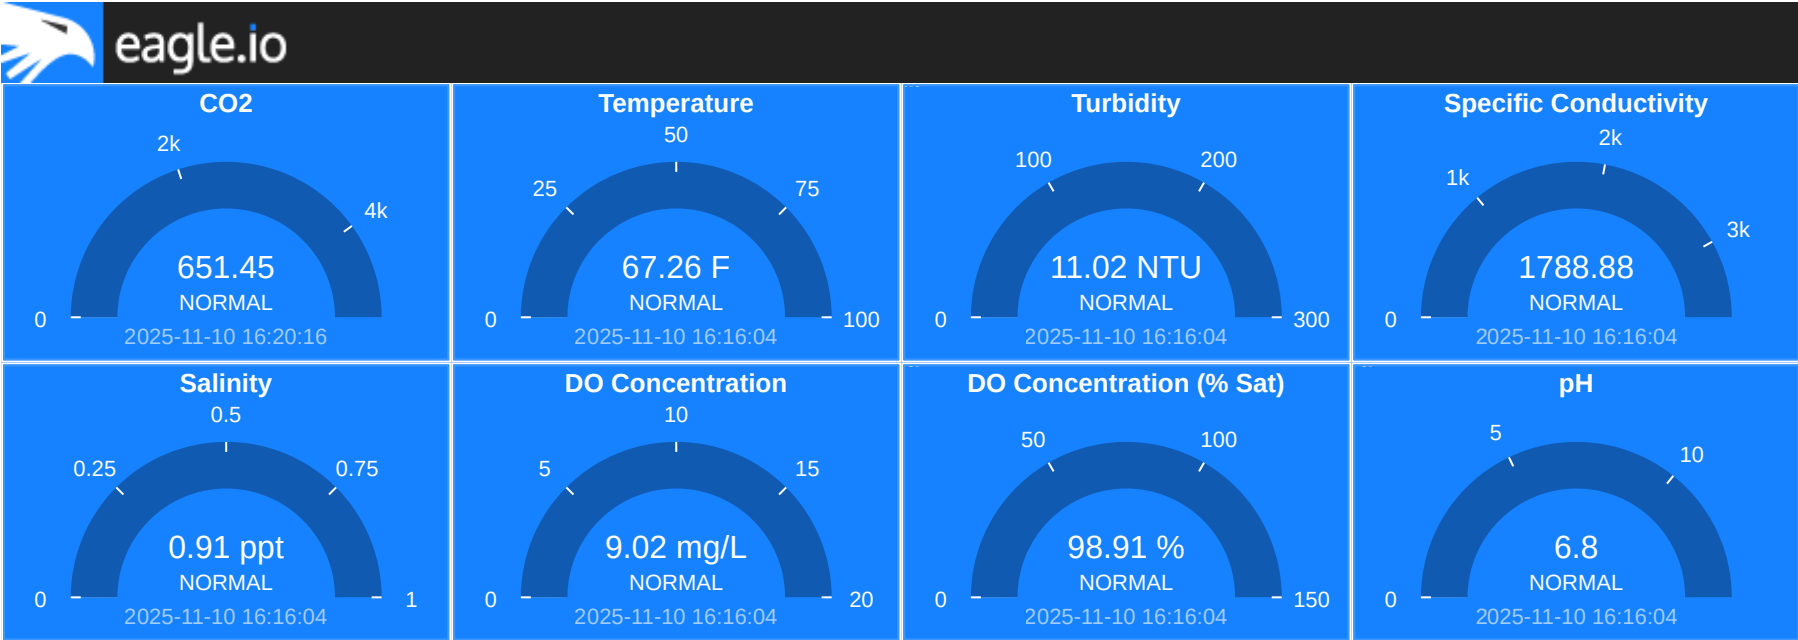 eagle.io
CO2
2k
4k
651.45
NORMAL
0
2025-11-10 16:20:16
Temperature
50
25
75
67.26 F
NORMAL
0
100
2025-11-10 16:16:04
Turbidity
100
200
11.02 NTU
NORMAL
0
300
2025-11-10 16:16:04
Specific Conductivity
2k
1k
3k
1788.88
NORMAL
0
2025-11-10 16:16:04
Salinity
0.5
0.25
0.75
0.91 ppt
NORMAL
0
1
2025-11-10 16:16:04
DO Concentration
10
5
15
9.02 mg/L
NORMAL
0
20
2025-11-10 16:16:04
DO Concentration (% Sat)
50
100
98.91 %
NORMAL
0
150
2025-11-10 16:16:04
pH
5
10
6.8
NORMAL
0
2025-11-10 16:16:04